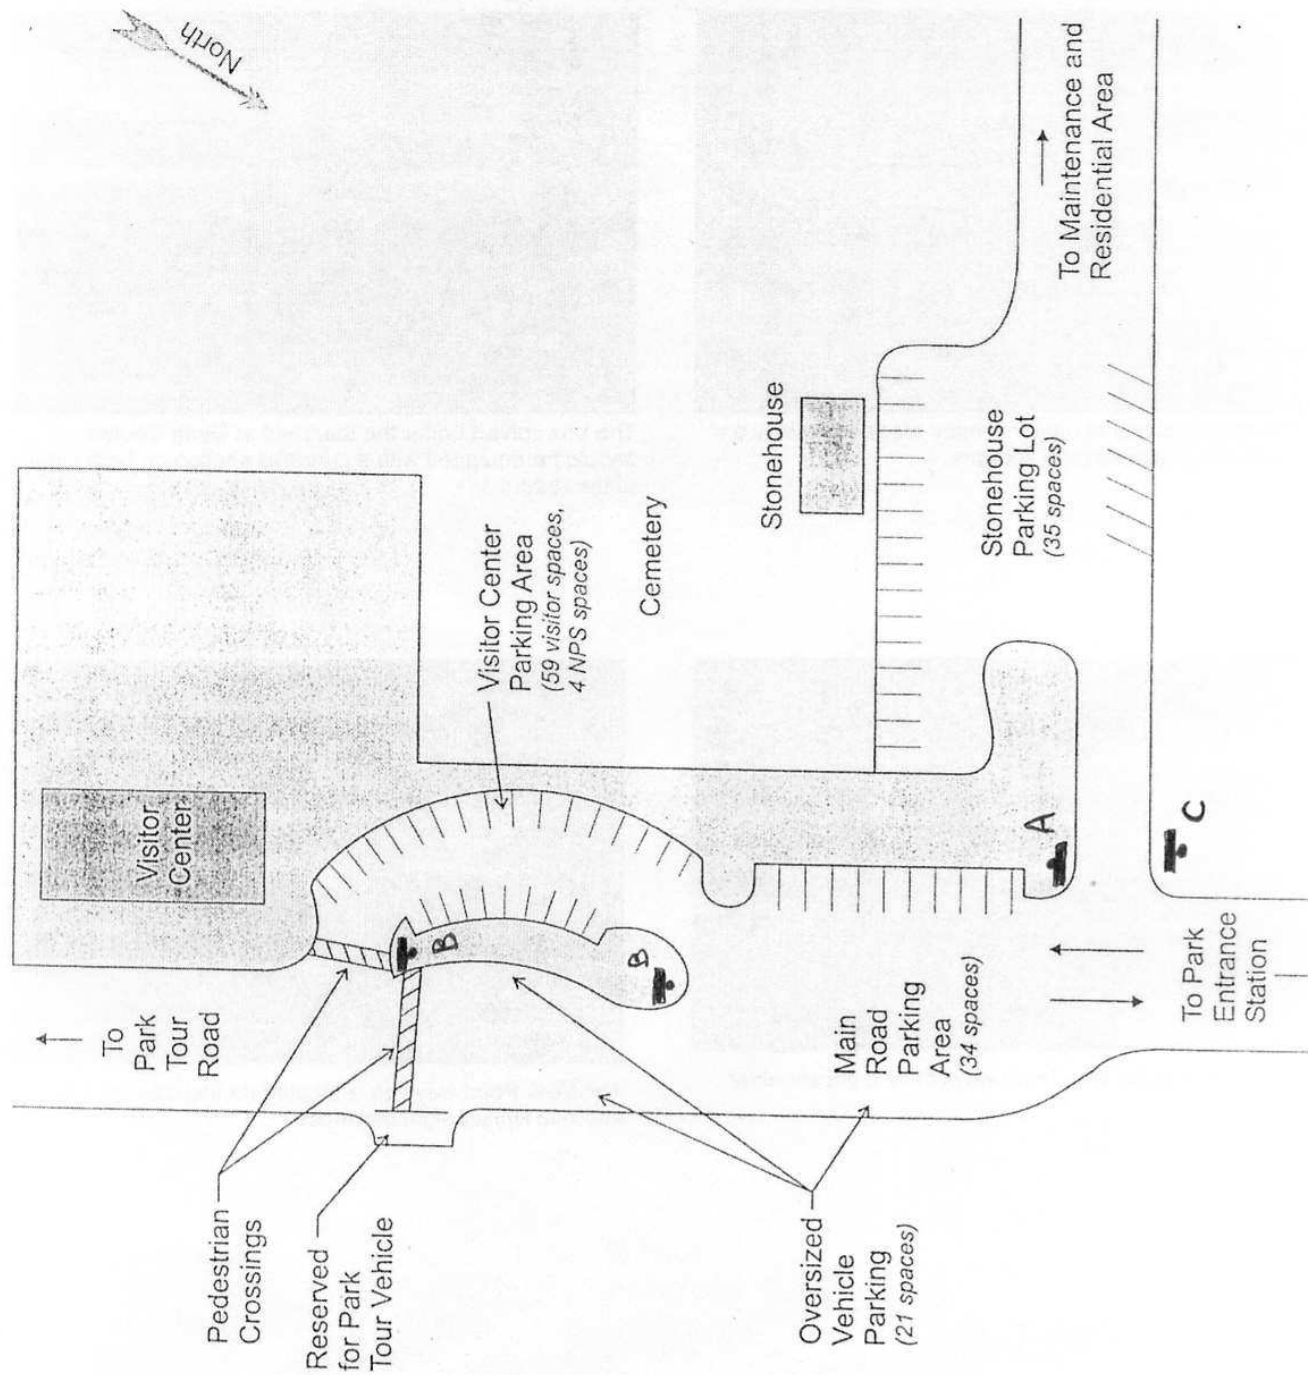 North
To Maintenance and
Residential Area
Stonehouse
Stonehouse
Parking Lot
(35 spaces)
Visitor Center
Parking Area
(59 visitor spaces,
4 NPS spaces)
Cemetery
Visitor
Center
A
C
B
B
To
Park
Tour
Road
Main
Road
Parking
Area
(34 spaces)
To Park
Entrance
Station
Pedestrian
Crossings
Reserved
for Park
Tour Vehicle
Oversized
Vehicle
Parking
(21 spaces)